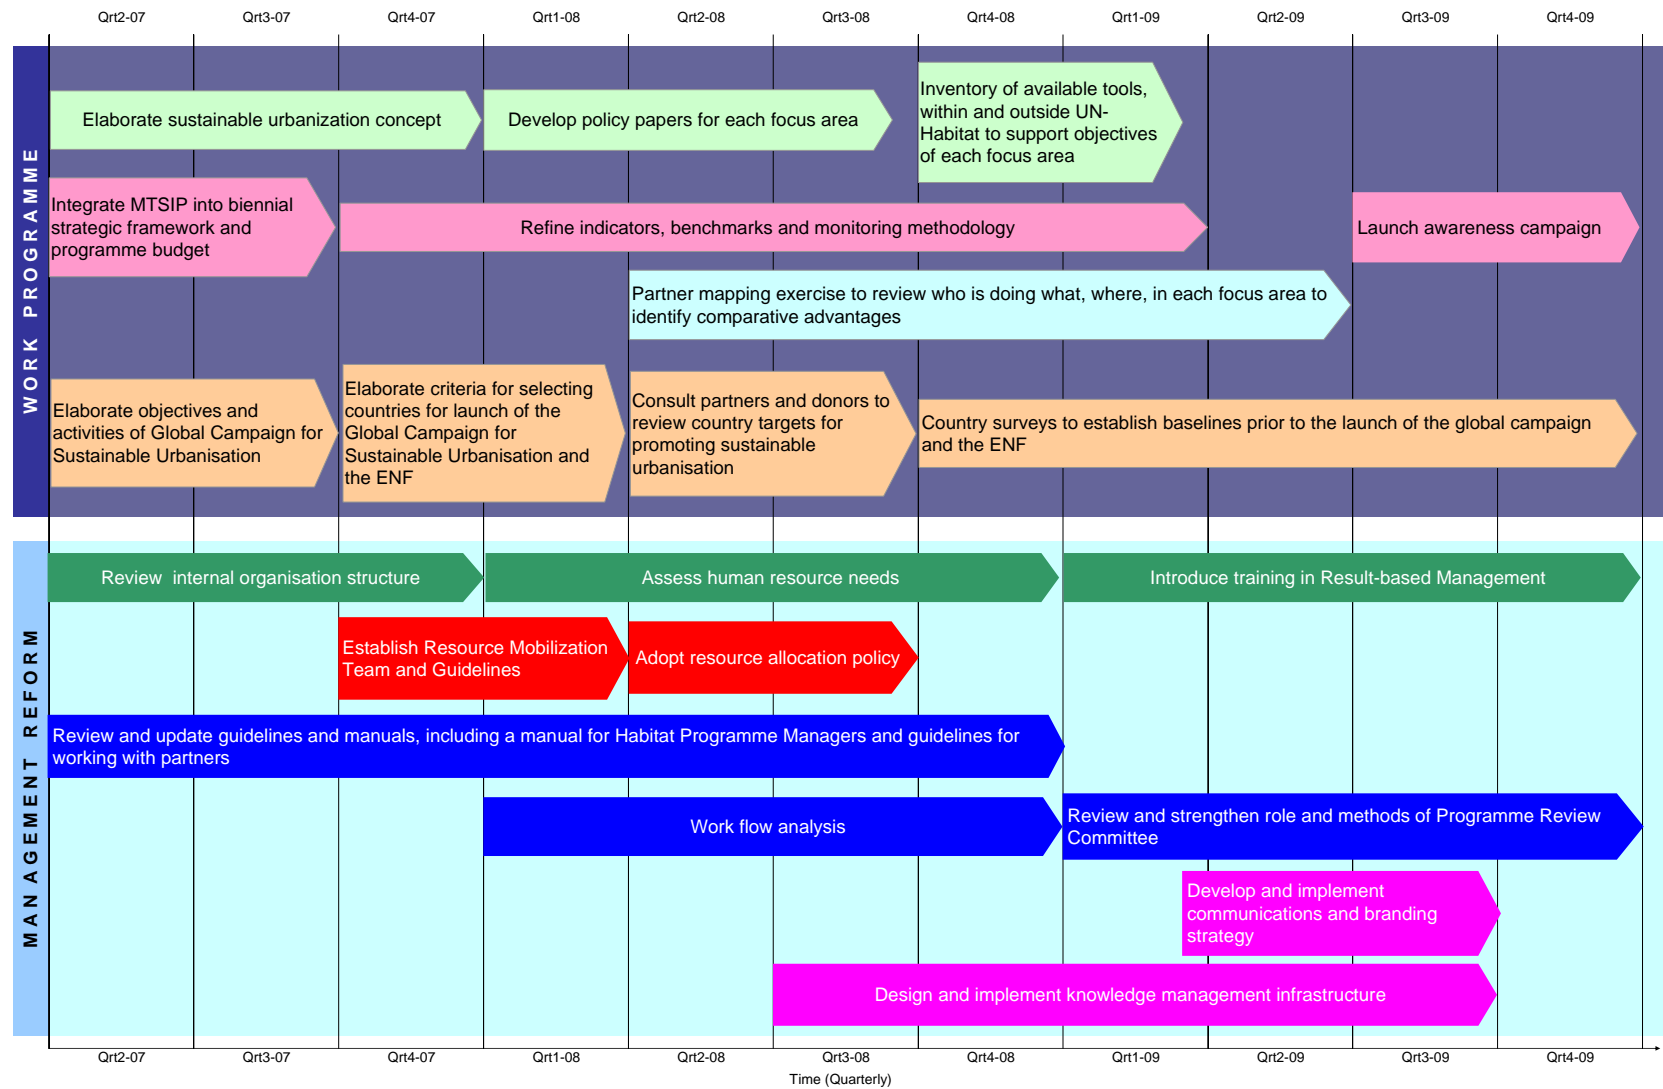 Qrt2-07 Qrt3-07 Qrt4-07 Qrt1-08 Qrt2-08 Qrt3-08 Qrt4-08 Qrt1-09 Qrt2-09 Qrt3-09 Qrt4-09
WORK PROGRAMME
Elaborate sustainable urbanization concept
Develop policy papers for each focus area
Inventory of available tools,
within and outside UN-
Habitat to support objectives
of each focus area
Integrate MTSIP into biennial
strategic framework and
programme budget
Refine indicators, benchmarks and monitoring methodology
Launch awareness campaign
Partner mapping exercise to review who is doing what, where, in each focus area to
identify comparative advantages
Elaborate objectives and
activities of Global Campaign for
Sustainable Urbanisation
Elaborate criteria for selecting
countries for launch of the
Global Campaign for
Sustainable Urbanisation and
the ENF
Consult partners and donors to
review country targets for
promoting sustainable
urbanisation
Country surveys to establish baselines prior to the launch of the global campaign
and the ENF
MANAGEMENT REFORM
Review  internal organisation structure
Assess human resource needs
Introduce training in Result-based Management
Establish Resource Mobilization
Team and Guidelines
Adopt resource allocation policy
Review and update guidelines and manuals, including a manual for Habitat Programme Managers and guidelines for
working with partners
Work flow analysis
Review and strengthen role and methods of Programme Review
Committee
Develop and implement
communications and branding
strategy
Design and implement knowledge management infrastructure
Qrt2-07 Qrt3-07 Qrt4-07 Qrt1-08 Qrt2-08 Qrt3-08 Qrt4-08 Qrt1-09 Qrt2-09 Qrt3-09 Qrt4-09
Time (Quarterly)